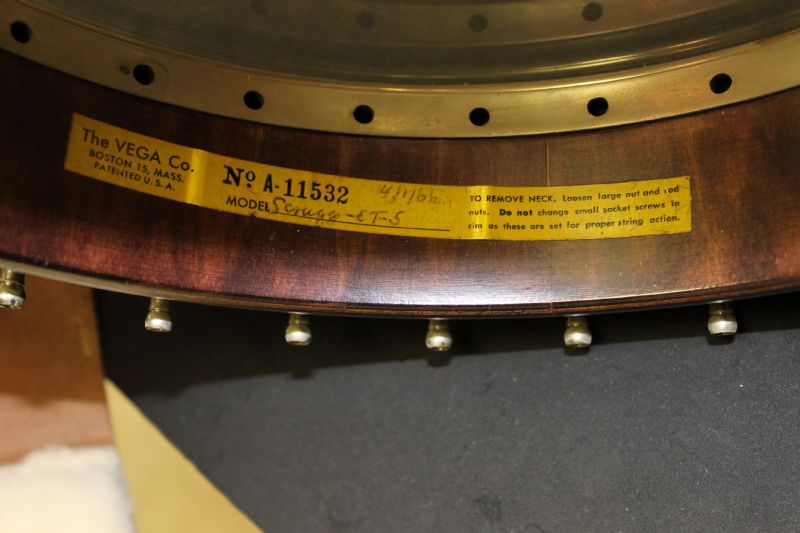 The VEGA Co.
BOSTON 15, MASS.
PATENTED U. S. A.
No A-11532
MODEL Scruggs-ET-5
TO REMOVE NECK, Loosen large nut and rod
nuts. Do not change small socket screws in
rim as these are set for proper string action.